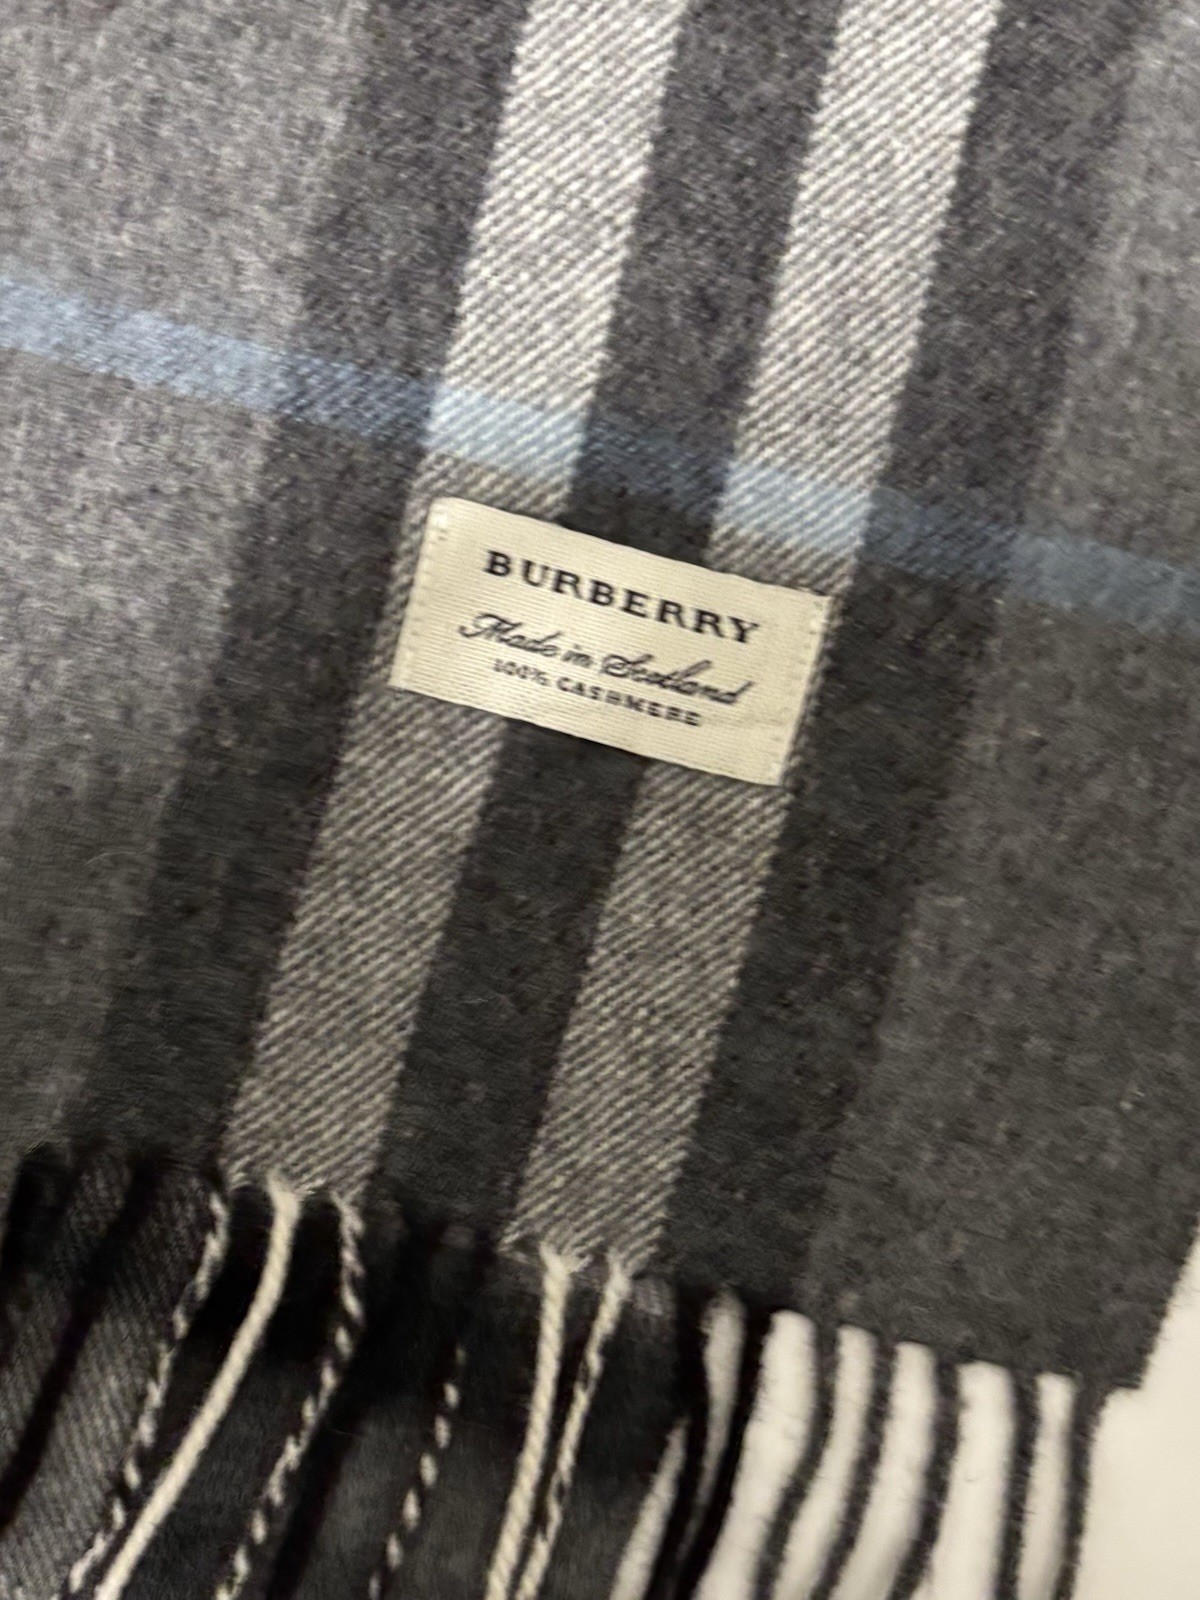 BURBERRY
Made in Scotland
100% CASHMERE